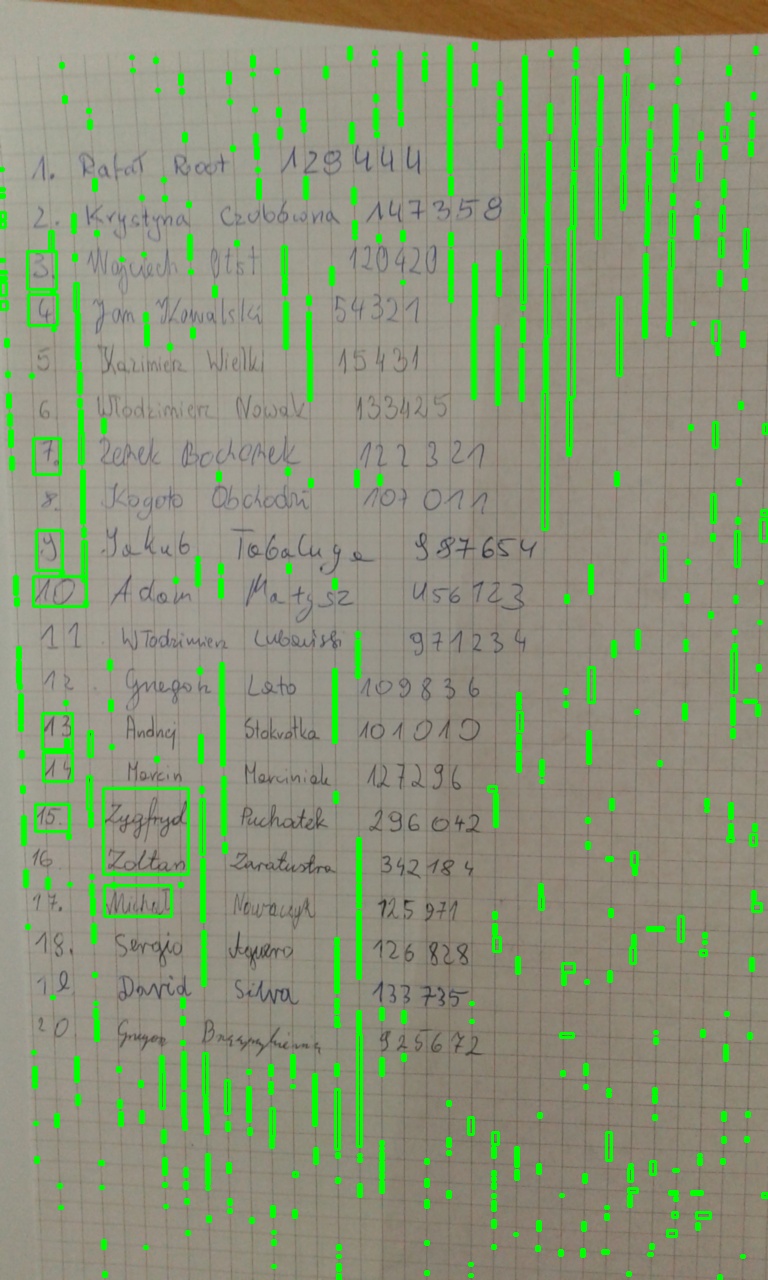 1. Rafał Root 129444
2. Krystyna Czubówna 147358
3. Wojciech Otst 120420
4 Jan Kowalski 54321
5 Kazimierz Wielki 15431
6. Włodzimierz Nowak 133425
7. Zenek Bochenek 122321
8. Kogoto Obchodzi 107011
9 Jakub Tabaluga 987654
10 Adam Małysz 456123
11 Włodzimierz Lubański 971234
12. Grzegorz Lato 109836
13 Andrzej Stokrotka 101010
14 Marcin Marciniak 127296
15. Zygfryd Puchatek 296042
16 Zoltan Zaratustra 342184
17. Michał Nowaczyk 125971
18. Sergio Aguero 126828
19 David Silva 133735
20 925672